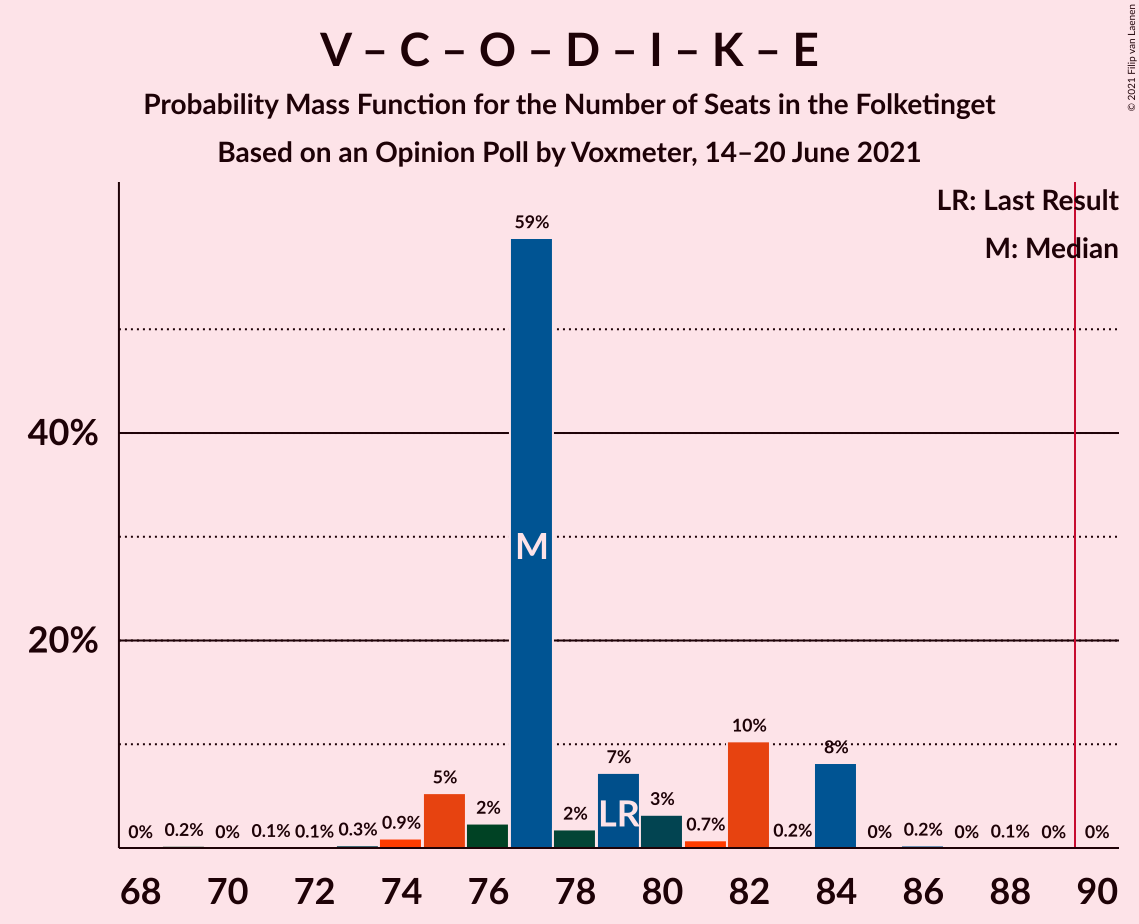 V – C – O – D – I – K – E
Probability Mass Function for the Number of Seats in the Folketinget
Based on an Opinion Poll by Voxmeter, 14–20 June 2021
© 2021 Filip van Laenen
LR: Last Result
M: Median
59%
40%
M
20%
10%
8%
7%
5%
LR
3%
2%
2%
0% 0.2% 0% 0.1% 0.1% 0.3% 0.9% 0.7% 0.2% 0% 0.2% 0% 0.1% 0% 0%
68 70 72 74 76 78 80 82 84 86 88 90